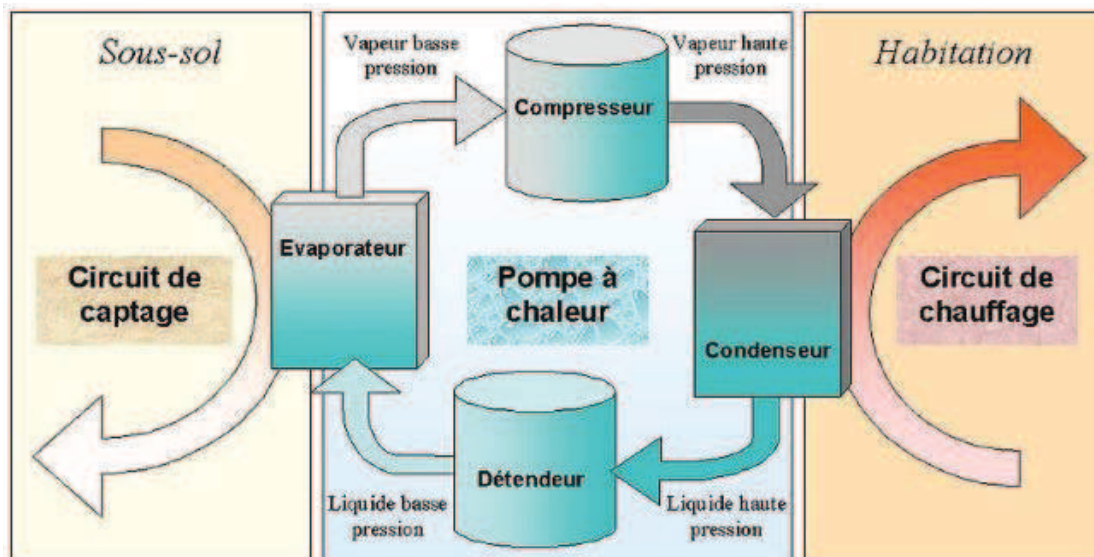 Sous-sol
Vapeur basse
pression
Compresseur
Vapeur haute
pression
Habitation
Evaporateur
Circuit de
captage
Pompe à
chaleur
Circuit de
chauffage
Condenseur
Détendeur
Liquide basse
pression
Liquide haute
pression